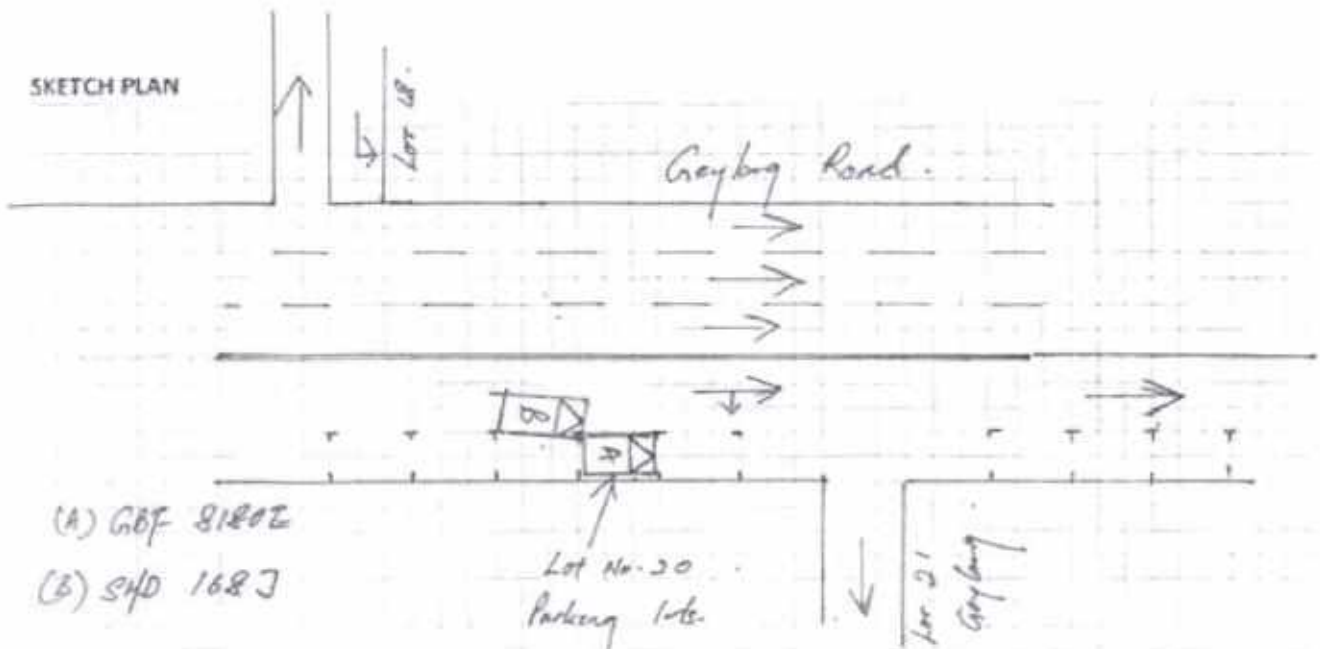 SKETCH PLAN
Lor 18.
Geylang Road.
B
A
(A) GBF 8180Z
(B) SHD 168J
Lot No. 20
Parking lots.
Lor 21
Geylang